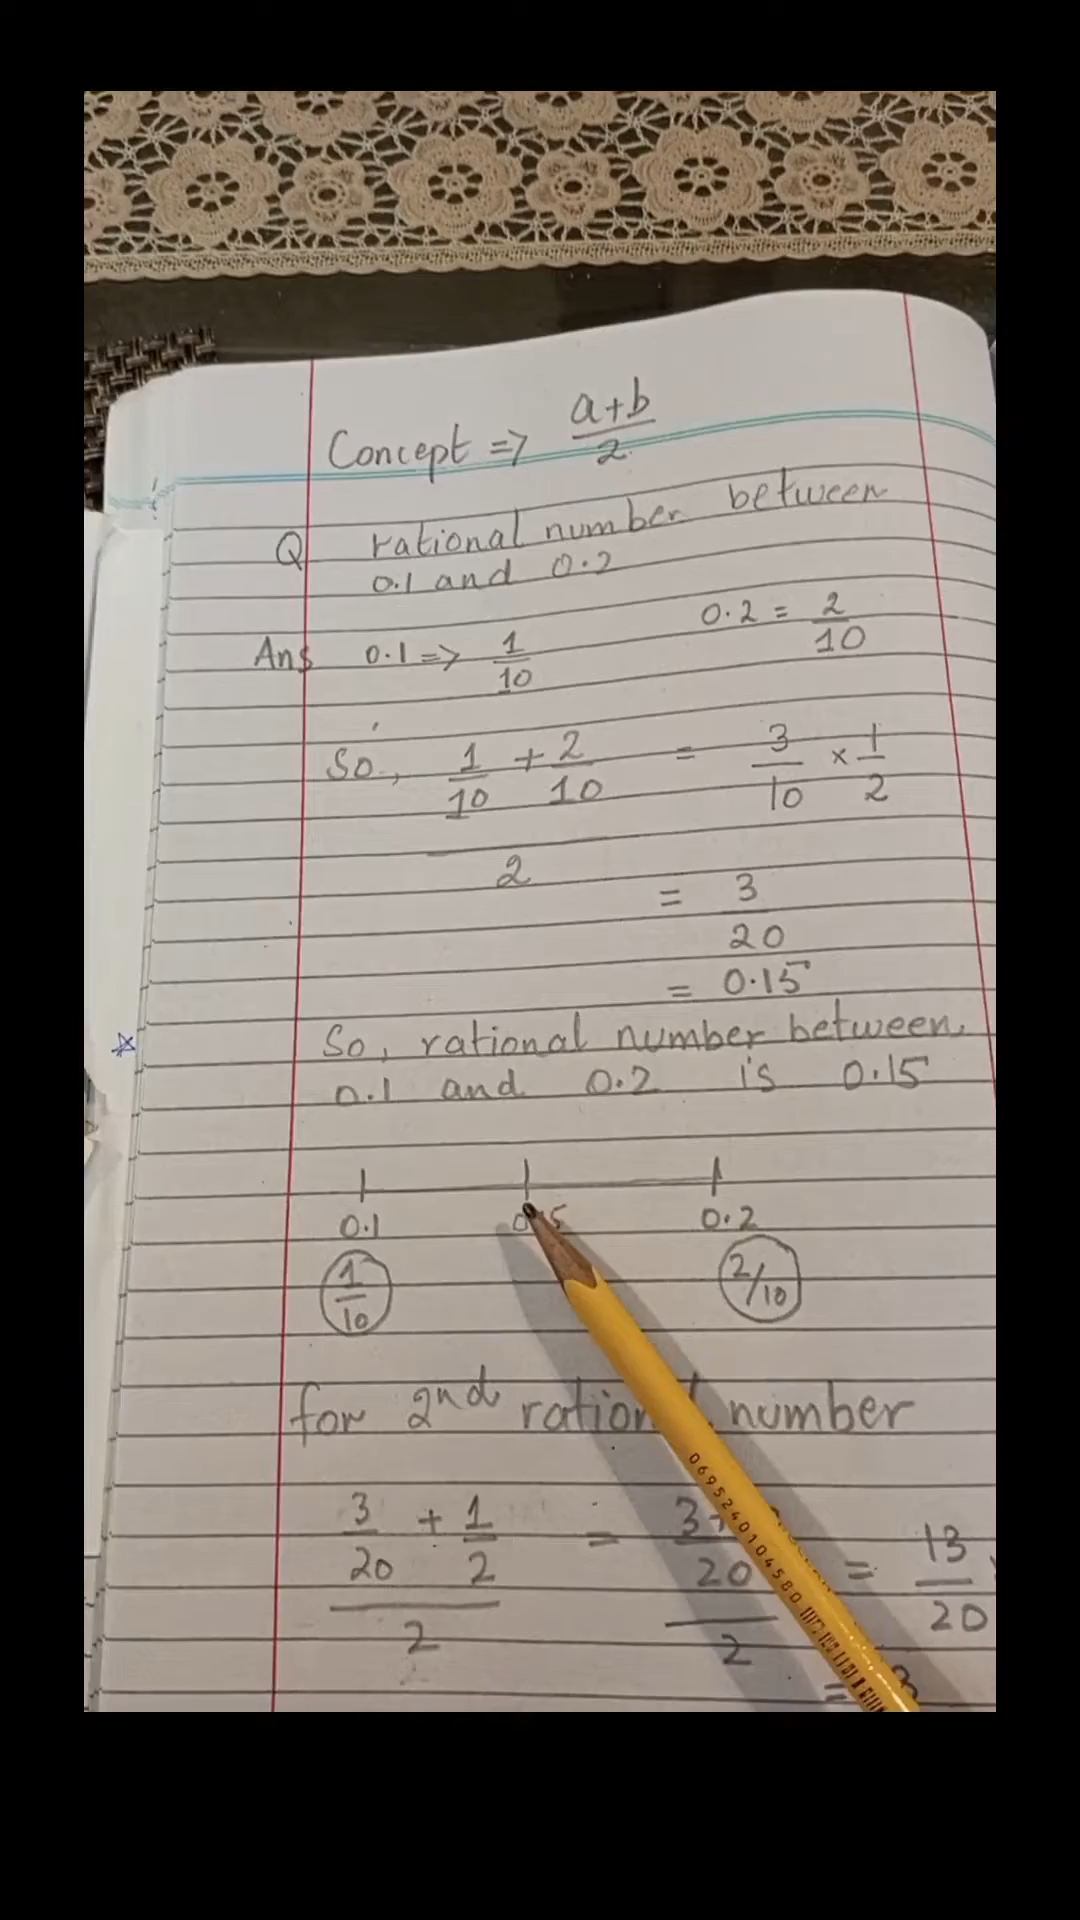 Concept => a+b
2
Q rational number between
0.1 and 0.2
Ans 0.1 => 1/10 0.2 = 2/10
So, 1/10 + 2/10 = 3/10 x 1/2
2
= 3
20
= 0.15
So, rational number between
0.1 and 0.2 is 0.15
0.1 0.2
1/10 2/10
for 2nd number
3/20 + 1/2 = 20 = 13/20
2 2
=
0695240104580